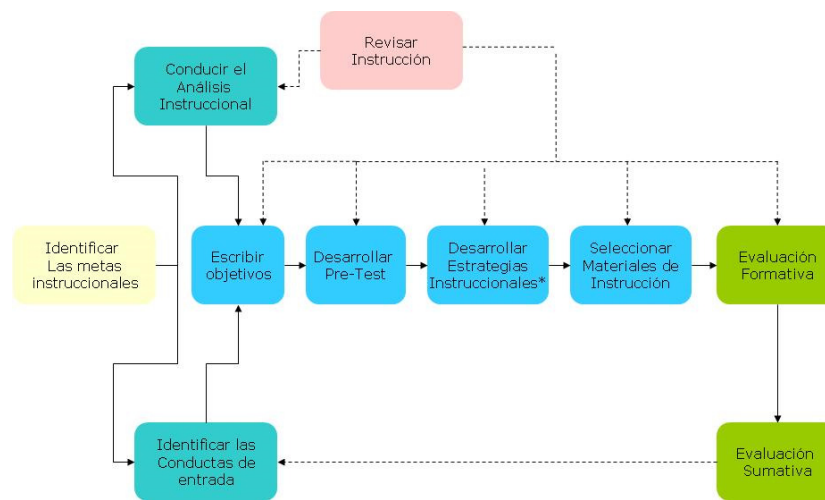 Revisar
Instrucción
Conducir el
Análisis
Instruccional
Identificar
Las metas
instruccionales
Escribir
objetivos
Desarrollar
Pre-Test
Desarrollar
Estrategias
Instruccionales*
Seleccionar
Materiales de
Instrucción
Evaluación
Formativa
Identificar las
Conductas de
entrada
Evaluación
Sumativa